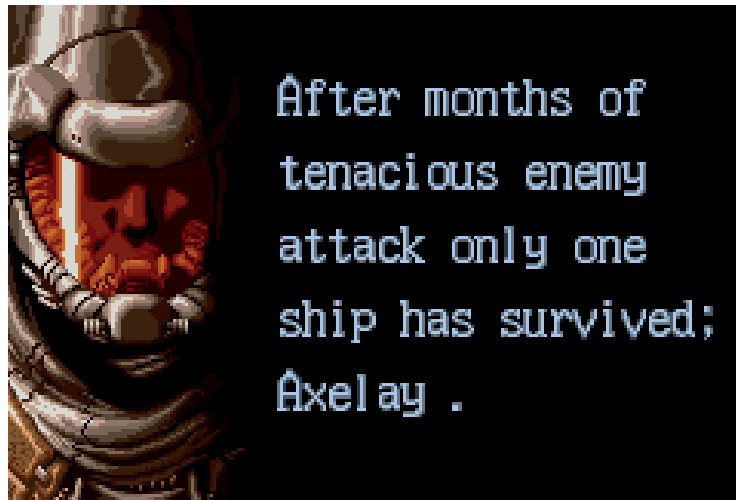 After months of
tenacious enemy
attack only one
ship has survived;
Axelay .